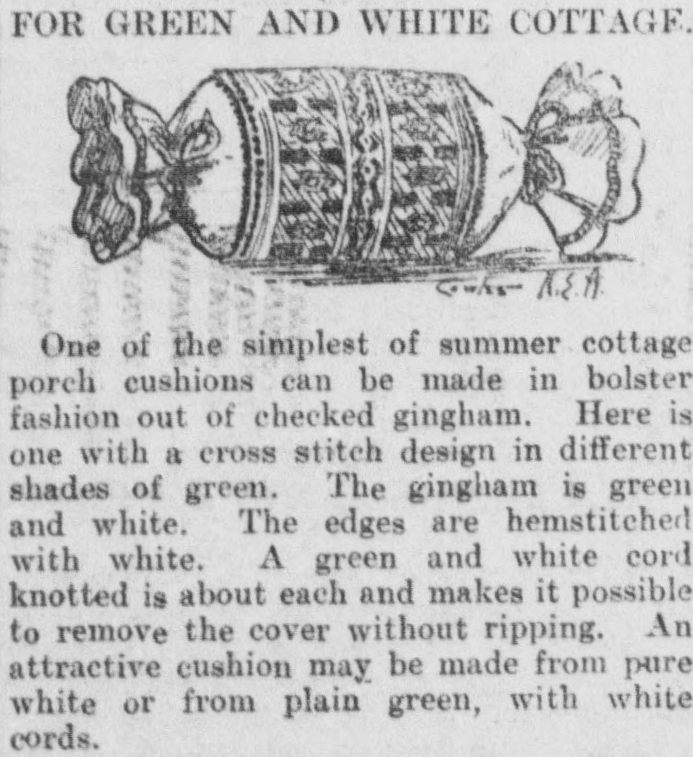 FOR GREEN AND WHITE COTTAGE.
N.E.A.
One of the simplest of summer cottage
porch cushions can be made in bolster
fashion out of checked gingham. Here is
one with a cross stitch design in different
shades of green. The gingham is green
and white. The edges are hemstitched
with white. A green and white cord
knotted is about each and makes it possible
to remove the cover without ripping. An
attractive cushion may be made from pure
white or from plain green, with white
cords.